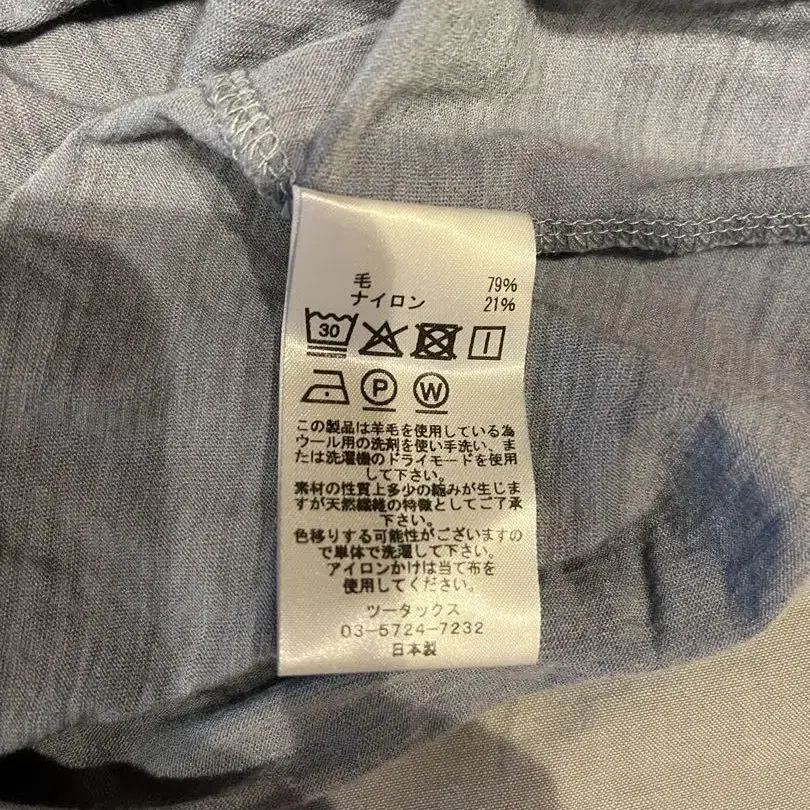 毛 79%
ナイロン 21%
30
P W
この製品は羊毛を使用している為
ウール用の洗剤を使い手洗い、ま
たは洗濯機のドライモードを使用
して下さい。
素材の性質上多少の縮みが生じま
すが天然繊維の特徴としてご了承
下さい。
色移りする可能性がございますの
で単体で洗濯して下さい。
アイロンかけは当て布を
使用してください。
ツータックス
03-5724-7232
日本製